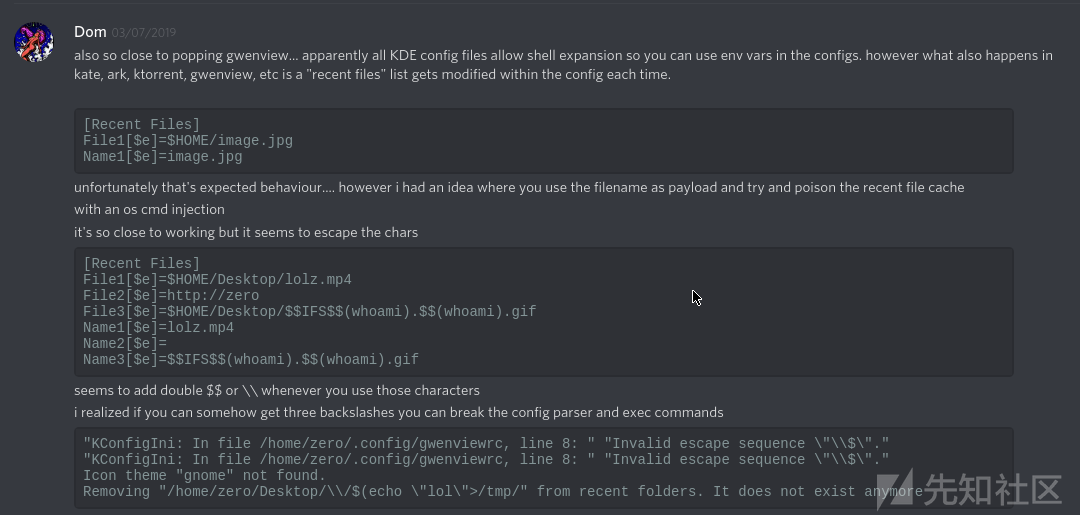 Dom 03/07/2019
also so close to popping gwenview... apparently all KDE config files allow shell expansion so you can use env vars in the configs. however what also happens in
kate, ark, ktorrent, gwenview, etc is a "recent files" list gets modified within the config each time.
[Recent Files]
File1[$e]=$HOME/image.jpg
Name1[$e]=image.jpg
unfortunately that's expected behaviour.... however i had an idea where you use the filename as payload and try and poison the recent file cache
with an os cmd injection
it's so close to working but it seems to escape the chars
[Recent Files]
File1[$e]=$HOME/Desktop/lolz.mp4
File2[$e]=http://zero
File3[$e]=$HOME/Desktop/$$IFS$$(whoami).$$(whoami).gif
Name1[$e]=lolz.mp4
Name2[$e]=
Name3[$e]=$$IFS$$(whoami).$$(whoami).gif
seems to add double $$ or \\ whenever you use those characters
i realized if you can somehow get three backslashes you can break the config parser and exec commands
"KConfigIni: In file /home/zero/.config/gwenviewrc, line 8: " "Invalid escape sequence \"\\$\"."
"KConfigIni: In file /home/zero/.config/gwenviewrc, line 8: " "Invalid escape sequence \"\\$\"."
Icon theme "gnome" not found.
Removing "/home/zero/Desktop/\\/$(echo \"lol\">/tmp/" from recent folders. It does not exist anymore
先知社区